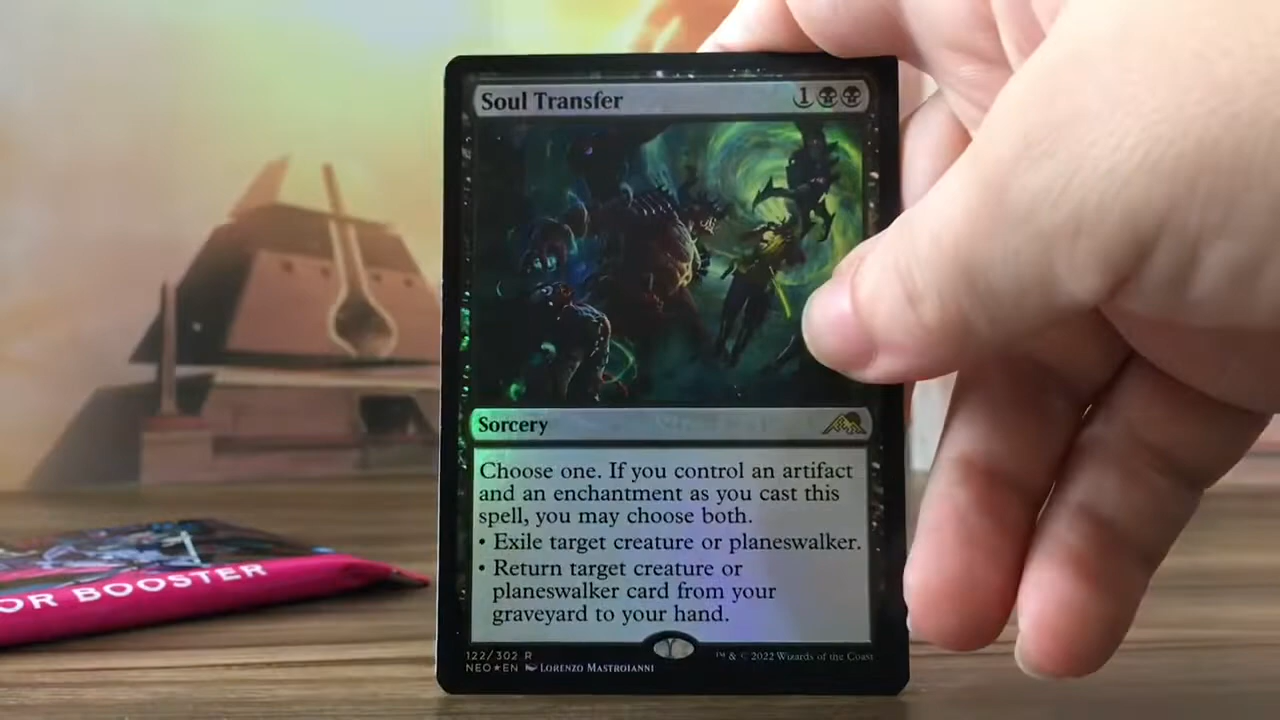 Soul Transfer 1
Sorcery
Choose one. If you control an artifact
and an enchantment as you cast this
spell, you may choose both.
• Exile target creature or planeswalker.
• Return target creature or
planeswalker card from your
graveyard to your hand.
122/302 R
NEO★EN Lorenzo Mastroianni
™ & © 2022 Wizards of the Coast
OR BOOSTER